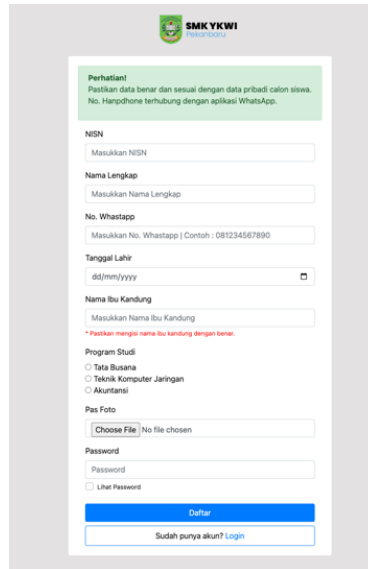 SMK YKWI
Pekanbaru
Perhatian!
Pastikan data benar dan sesuai dengan data pribadi calon siswa.
No. Hanpdhone terhubung dengan aplikasi WhatsApp.
NISN
Masukkan NISN
Nama Lengkap
Masukkan Nama Lengkap
No. Whastapp
Masukkan No. Whastapp | Contoh : 081234567890
Tanggal Lahir
dd/mm/yyyy
Nama Ibu Kandung
Masukkan Nama Ibu Kandung
* Pastikan mengisi nama ibu kandung dengan benar.
Program Studi
Tata Busana
Teknik Komputer Jaringan
Akuntansi
Pas Foto
Choose File No file chosen
Password
Password
Lihat Password
Daftar
Sudah punya akun? Login